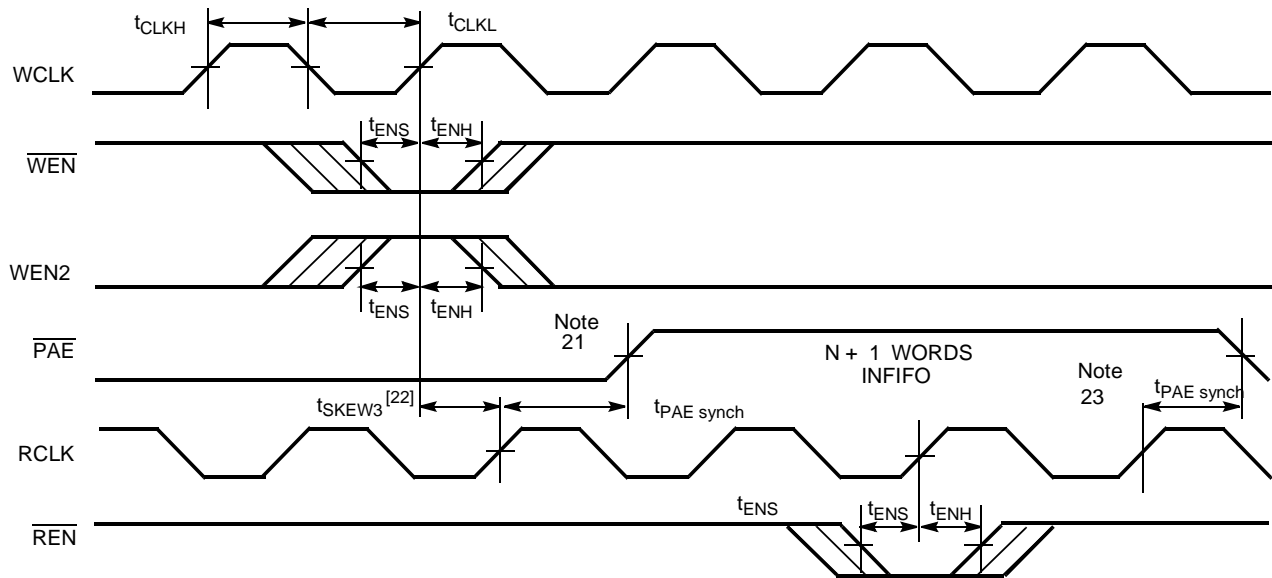 tCLKH
tCLKL
WCLK
tENS
tENH
WEN
WEN2
tENS
tENH
Note
21
PAE
N + 1 WORDS
INFIFO
Note
23
tSKEW3 [22]
tPAE synch
tPAE synch
RCLK
tENS
tENS
tENH
REN